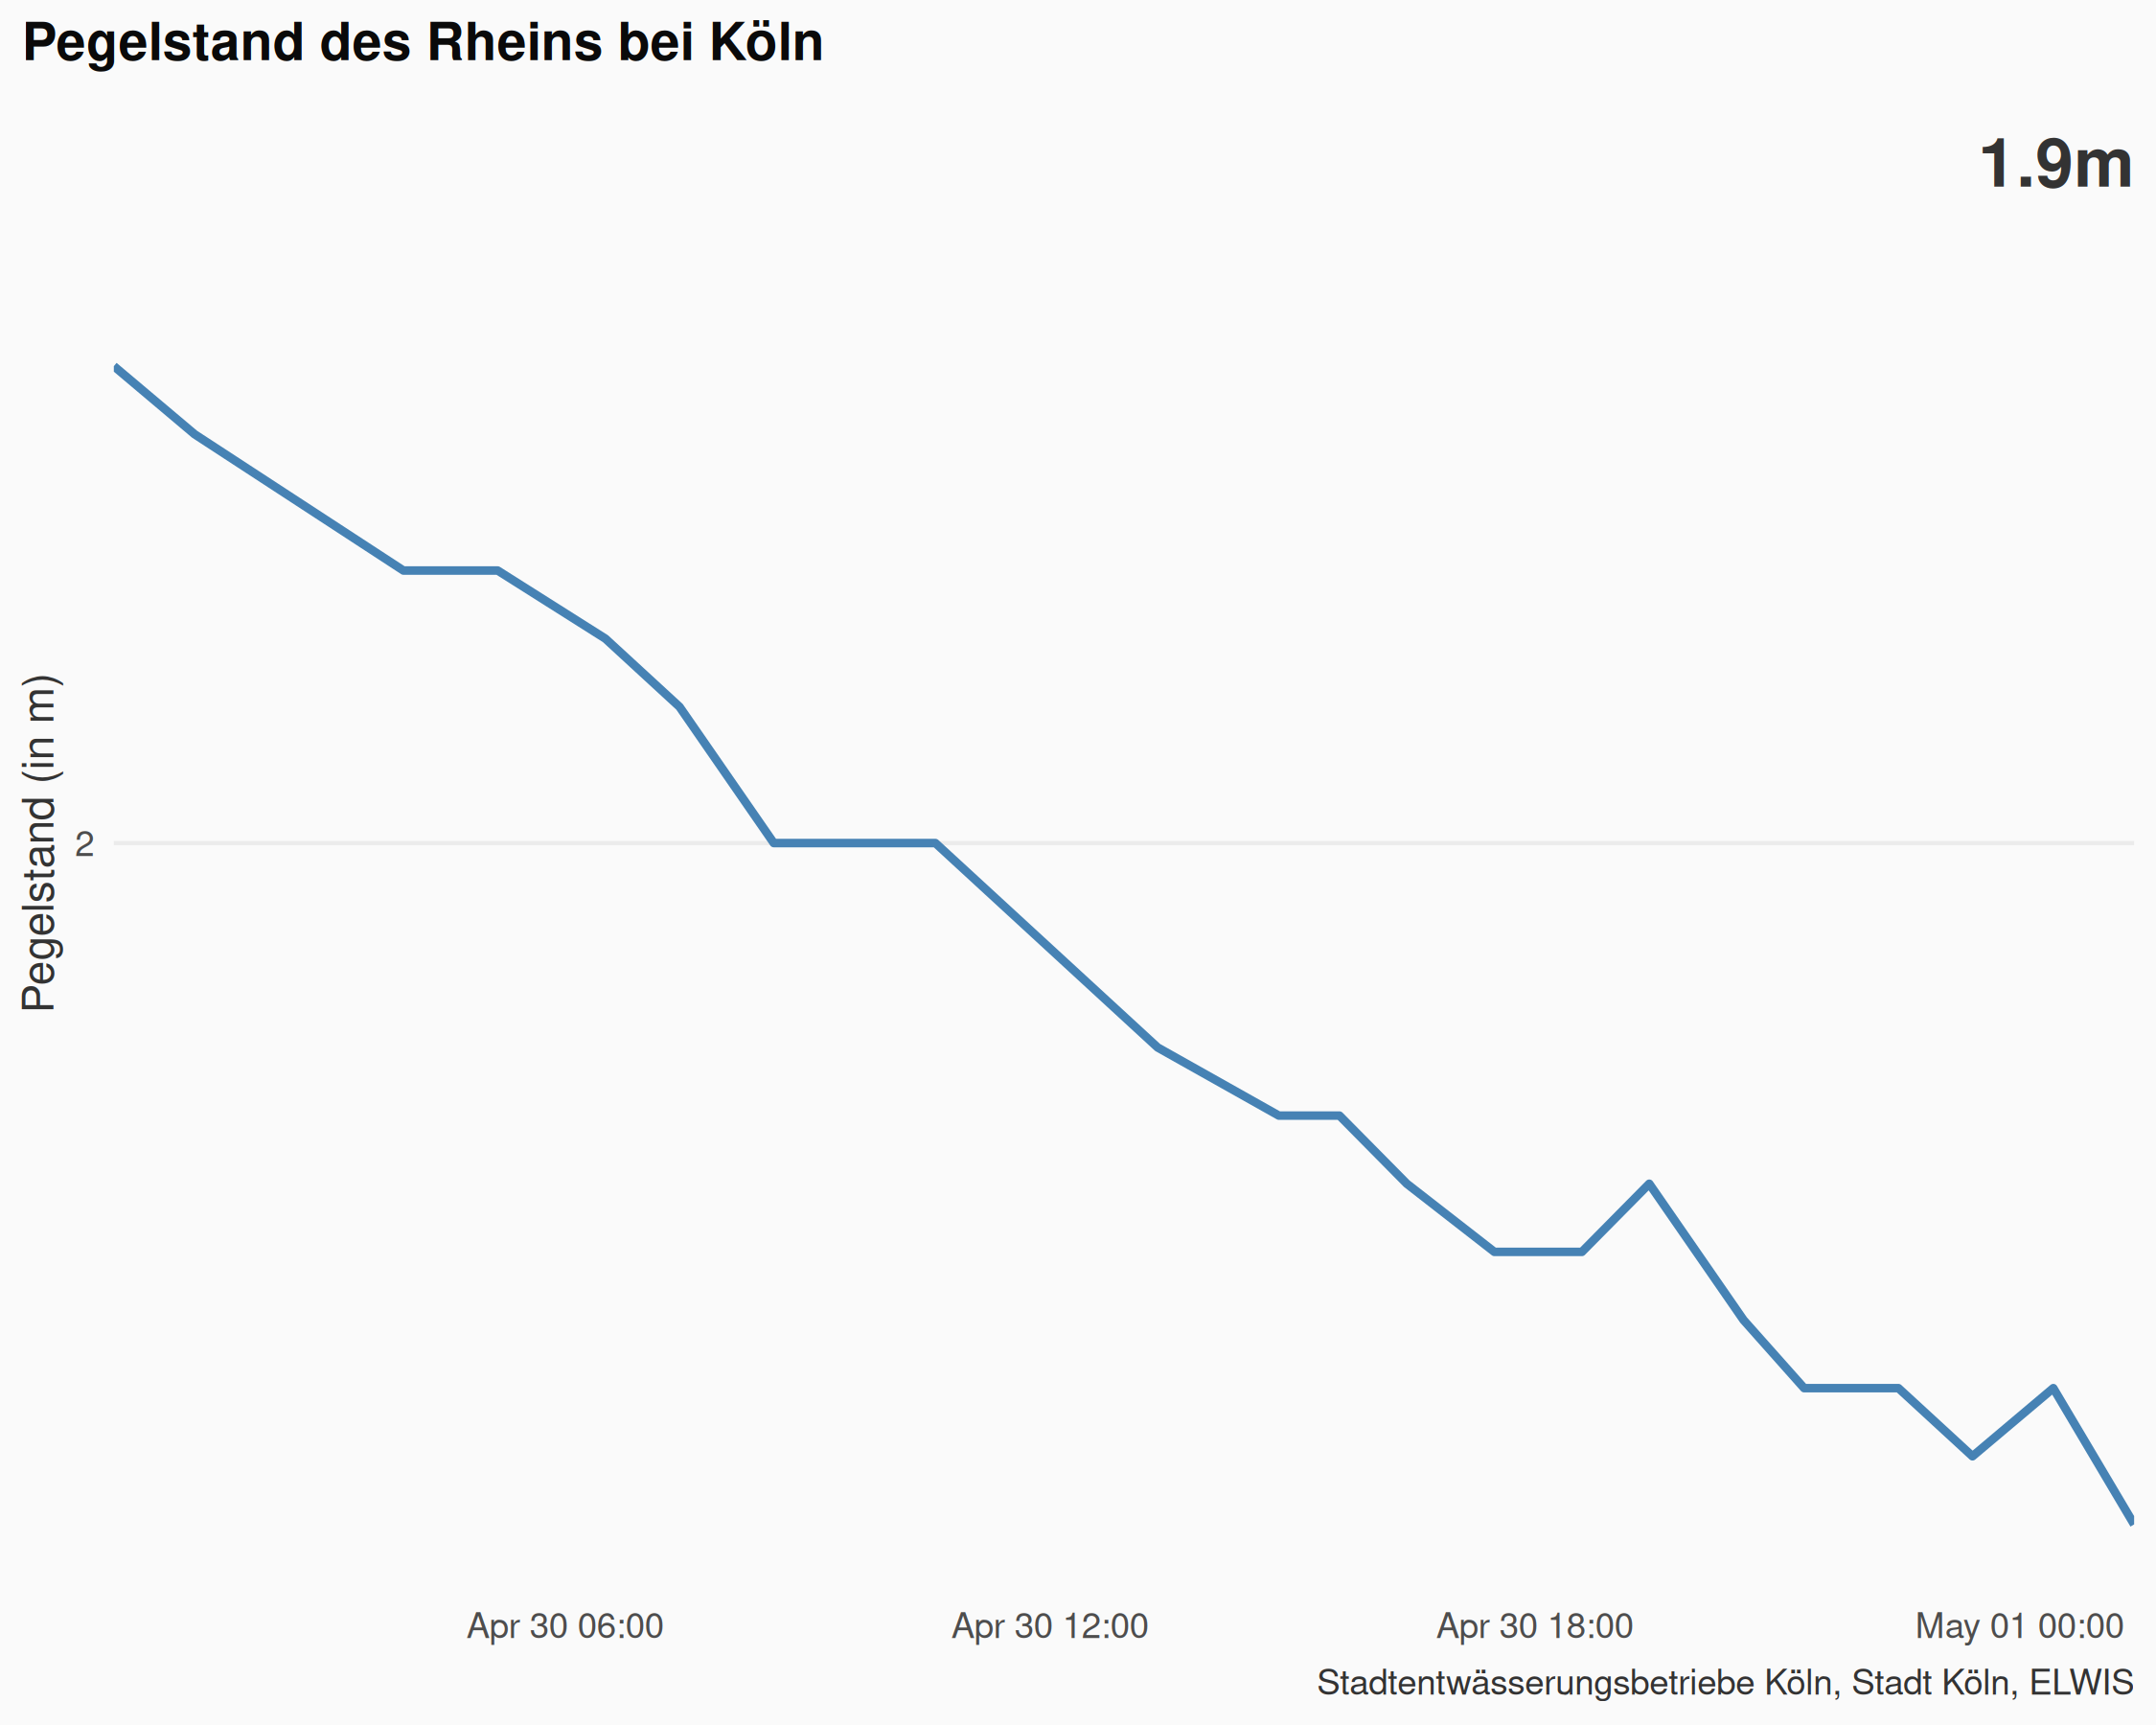 Pegelstand des Rheins bei Köln
1.9m
Pegelstand (in m)
2
Apr 30 06:00
Apr 30 12:00
Apr 30 18:00
May 01 00:00
Stadtentwässerungsbetriebe Köln, Stadt Köln, ELWIS